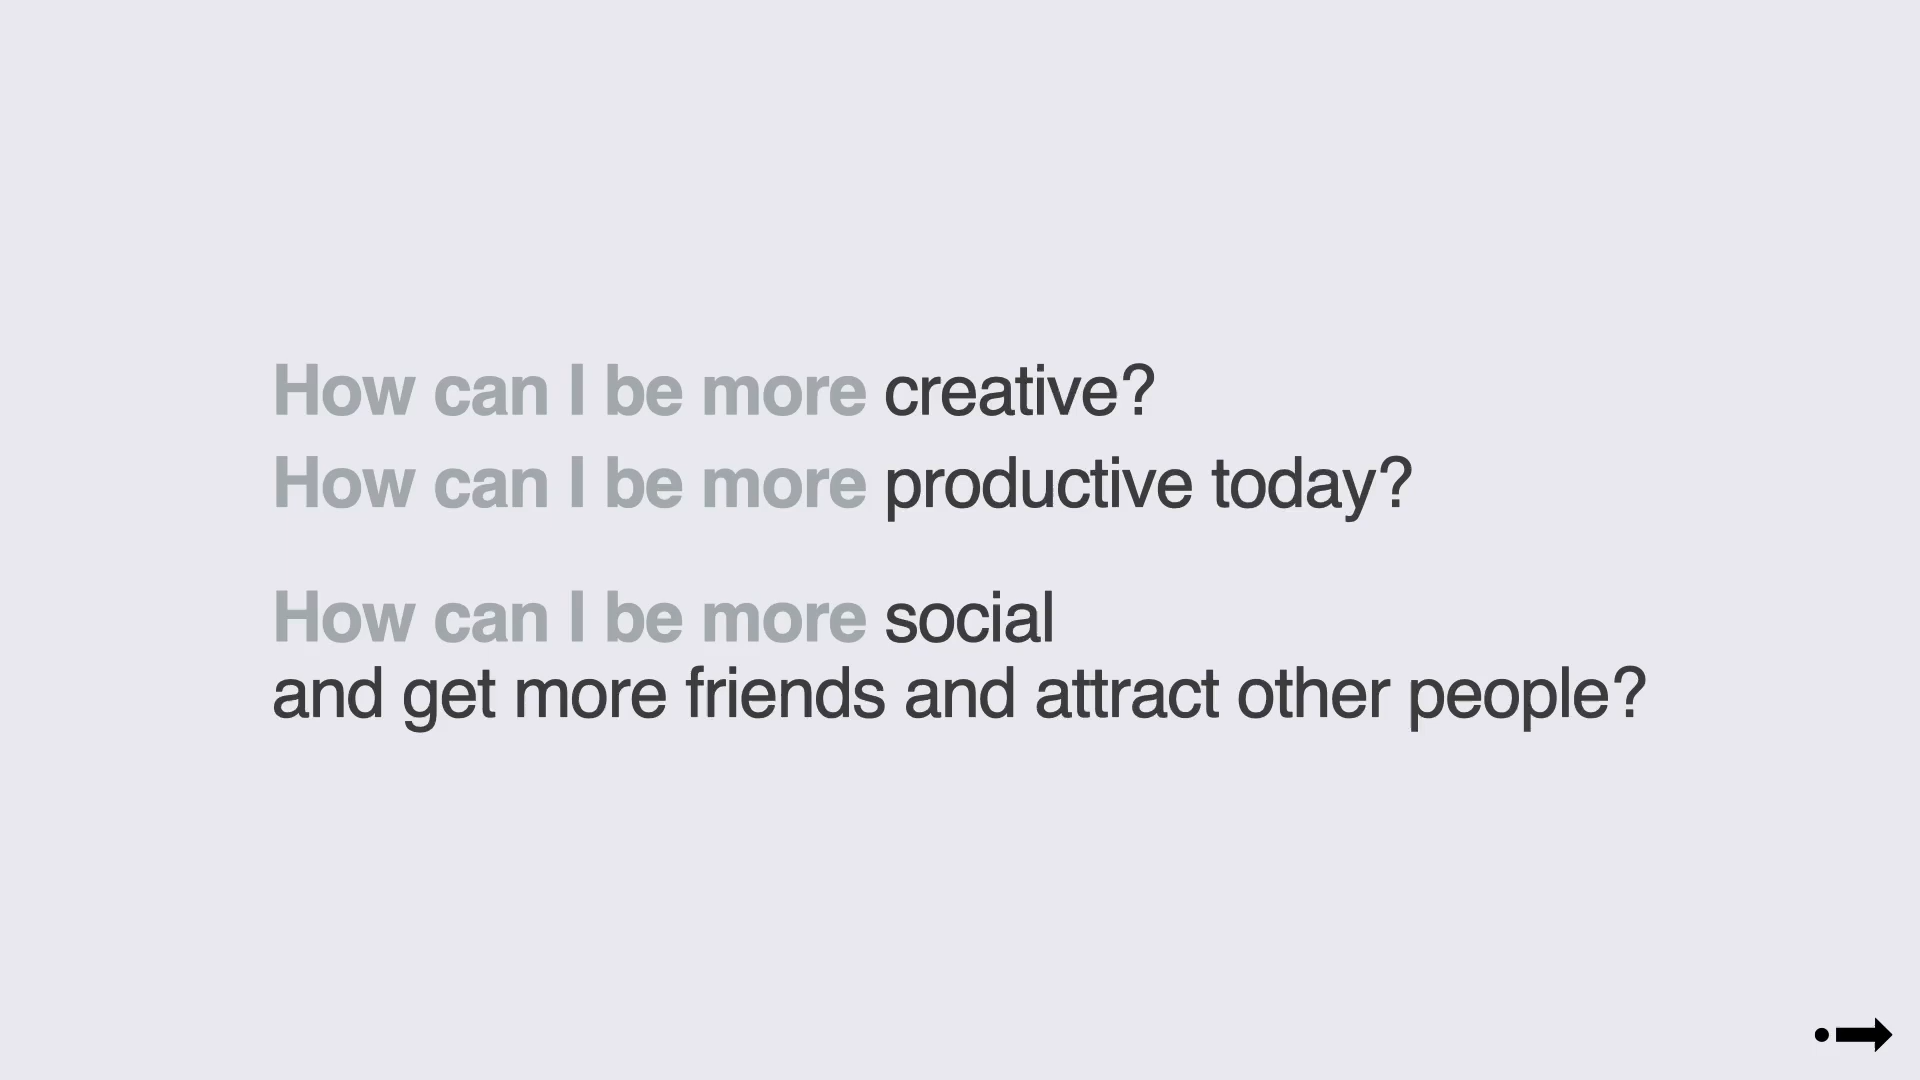 How can I be more creative?
How can I be more productive today?
How can I be more social
and get more friends and attract other people?